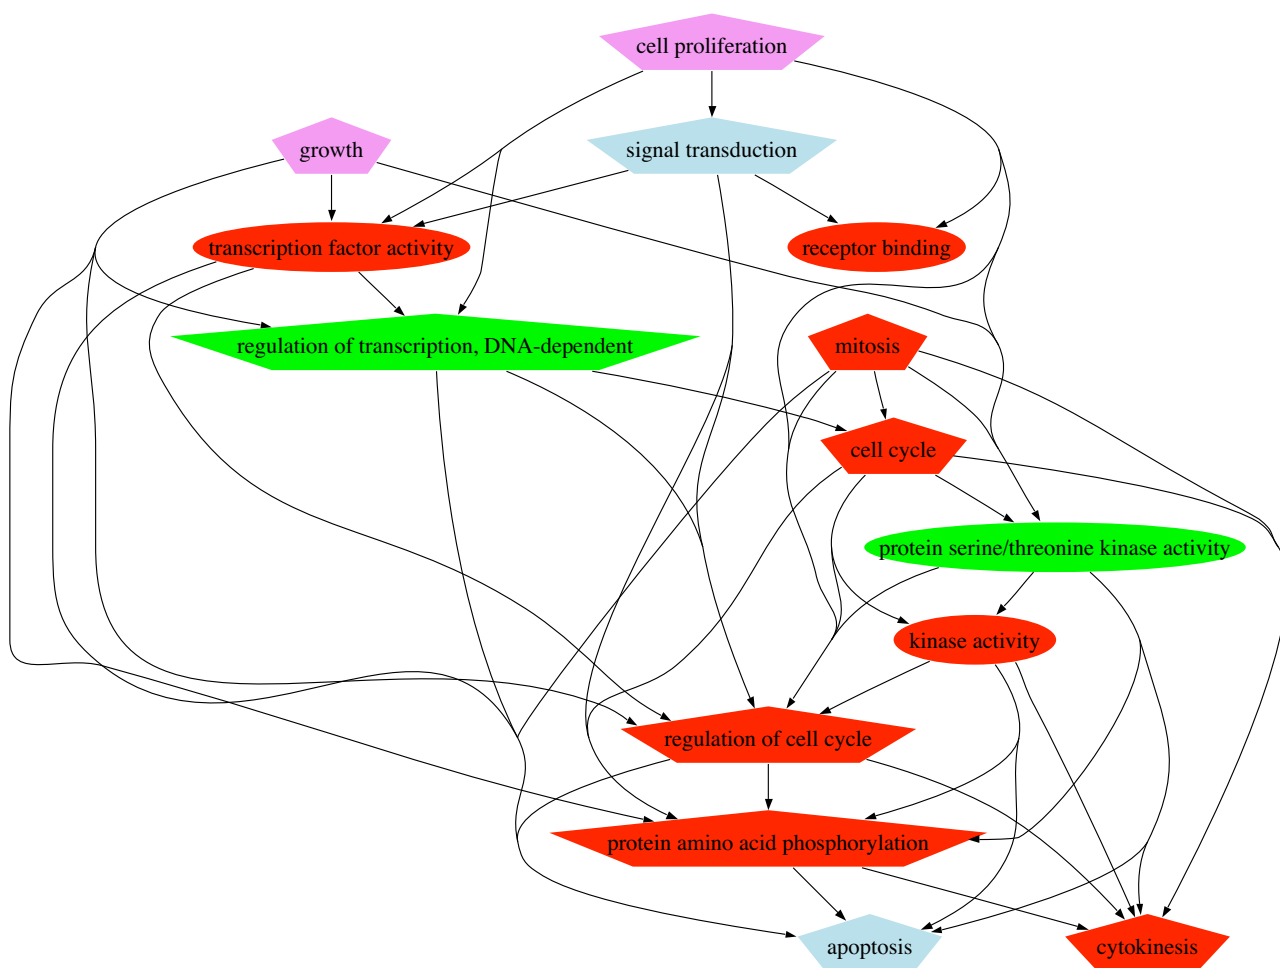 cell proliferation
growth
signal transduction
transcription factor activity
receptor binding
regulation of transcription, DNA-dependent
mitosis
cell cycle
protein serine/threonine kinase activity
kinase activity
regulation of cell cycle
protein amino acid phosphorylation
apoptosis
cytokinesis